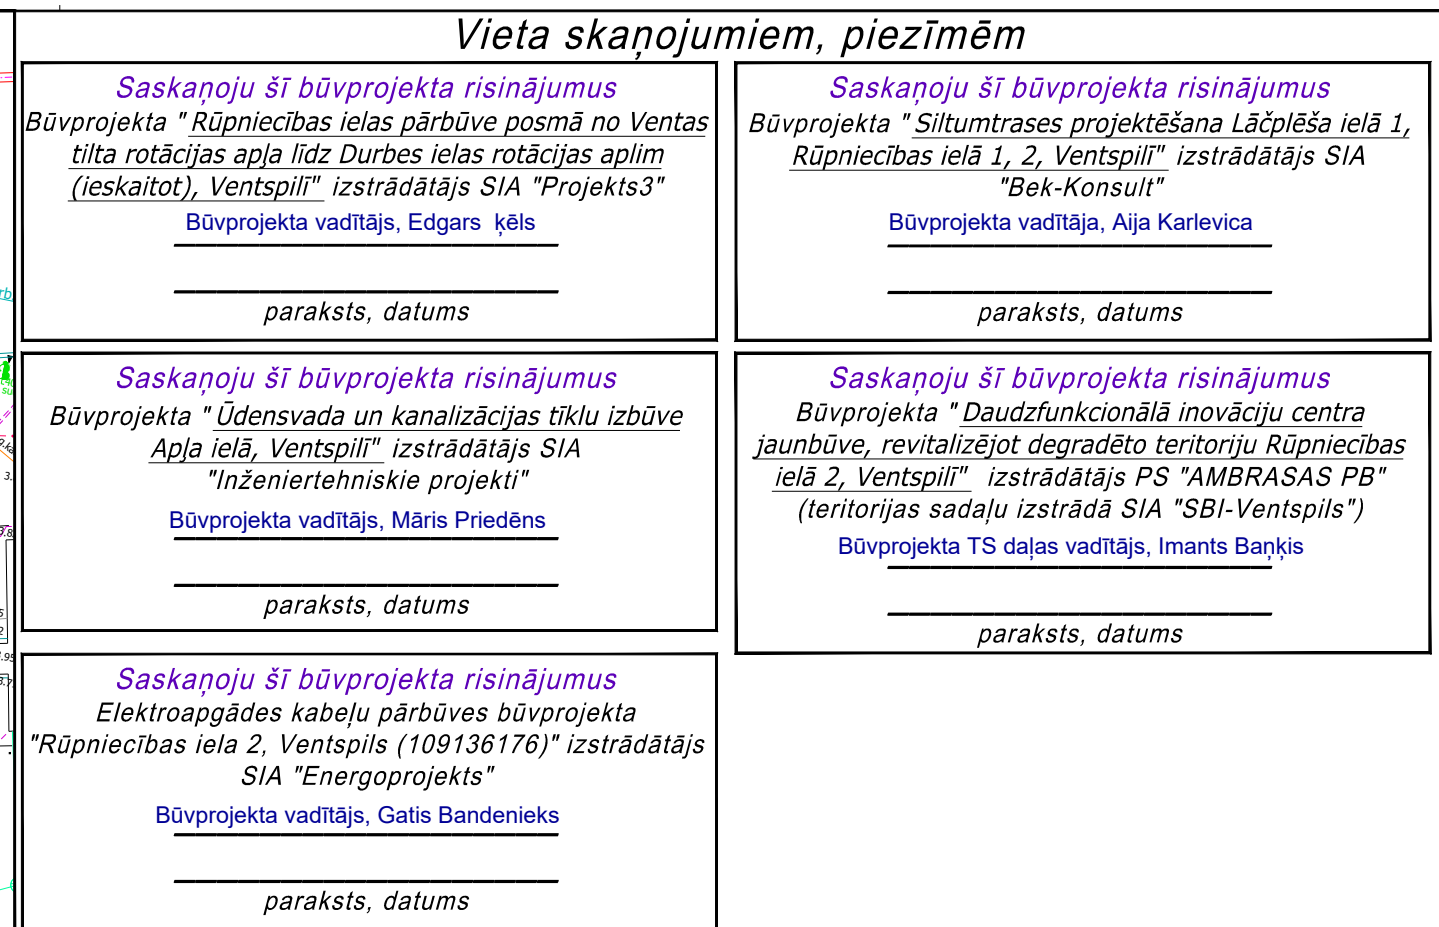 Vieta skaņojumiem, piezīmēm
Saskaņoju šī būvprojekta risinājumus
Būvprojekta "Rūpniecības ielas pārbūve posmā no Ventas
tilta rotācijas apļa līdz Durbes ielas rotācijas aplim
(ieskaitot), Ventspilī" izstrādātājs SIA "Projekts3"
Būvprojekta vadītājs, Edgars ķēls
paraksts, datums
Saskaņoju šī būvprojekta risinājumus
Būvprojekta "Siltumtrases projektēšana Lāčplēša ielā 1,
Rūpniecības ielā 1, 2, Ventspilī" izstrādātājs SIA
"Bek-Konsult"
Būvprojekta vadītāja, Aija Karlevica
paraksts, datums
Saskaņoju šī būvprojekta risinājumus
Būvprojekta "Ūdensvada un kanalizācijas tīklu izbūve
Apļa ielā, Ventspilī" izstrādātājs SIA
"Inženiertehniskie projekti"
Būvprojekta vadītājs, Māris Priedēns
paraksts, datums
Saskaņoju šī būvprojekta risinājumus
Būvprojekta "Daudzfunkcionālā inovāciju centra
jaunbūve, revitalizējot degradēto teritoriju Rūpniecības
ielā 2, Ventspilī" izstrādātājs PS "AMBRASAS PB"
(teritorijas sadaļu izstrādā SIA "SBI-Ventspils")
Būvprojekta TS daļas vadītājs, Imants Baņķis
paraksts, datums
Saskaņoju šī būvprojekta risinājumus
Elektroapgādes kabeļu pārbūves būvprojekta
"Rūpniecības iela 2, Ventspils (109136176)" izstrādātājs
SIA "Energoprojekts"
Būvprojekta vadītājs, Gatis Bandenieks
paraksts, datums